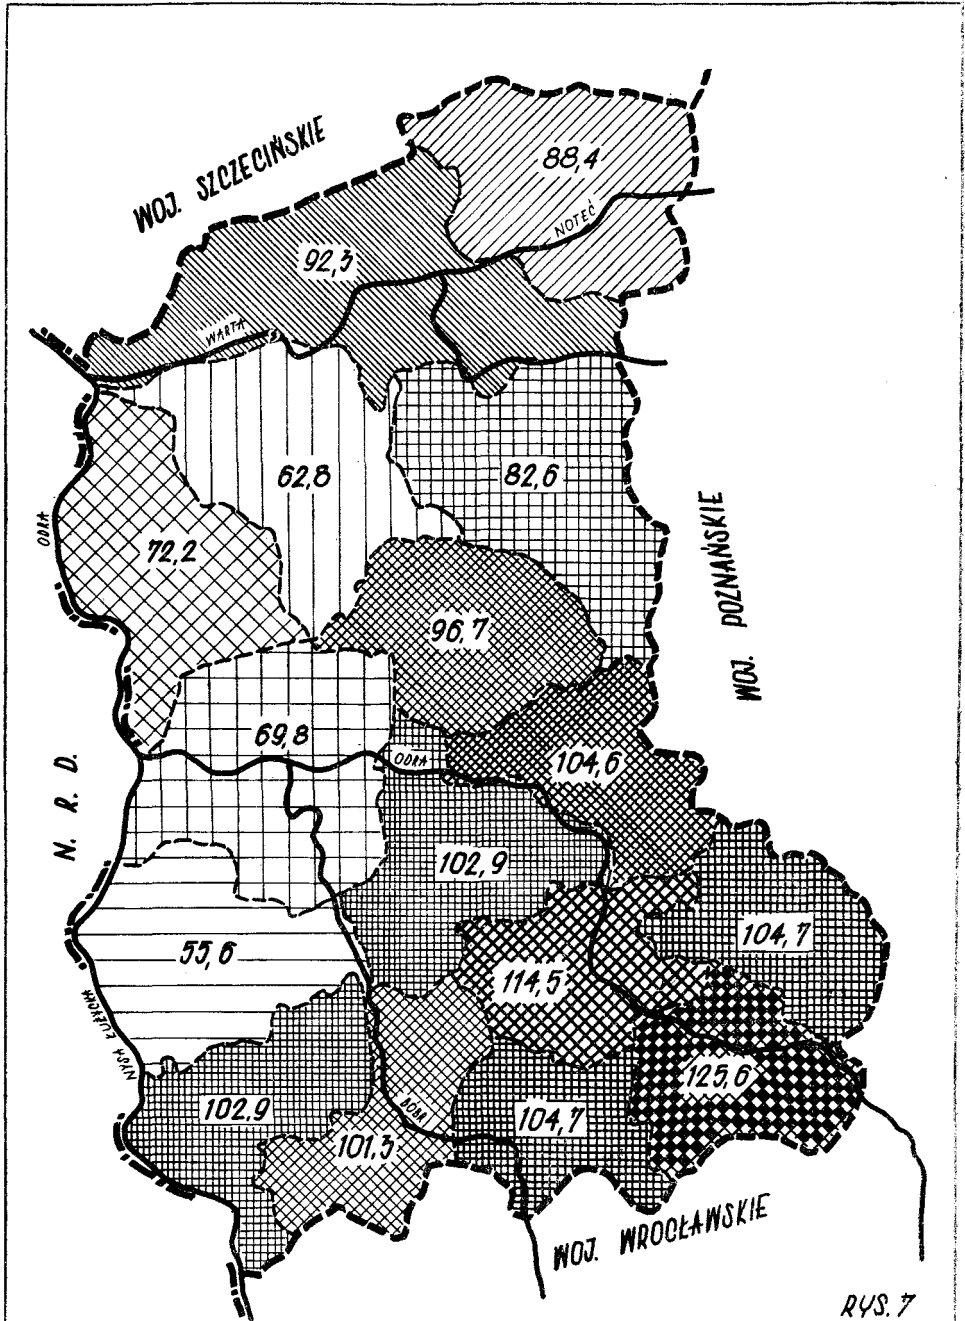 WOJ. SZCZECIŃSKIE
88,4
NOTEĆ
92,3
WARTA
62,8
82,6
ODRA
72,2
WOJ. POZNAŃSKIE
96,7
69,8
ODRA
104,6
N. R. D.
102,9
104,7
55,6
114,5
NYSA ŁUŻYCKA
125,6
102,9
BOBR
104,7
101,3
WOJ. WROCŁAWSKIE
RYS. 7